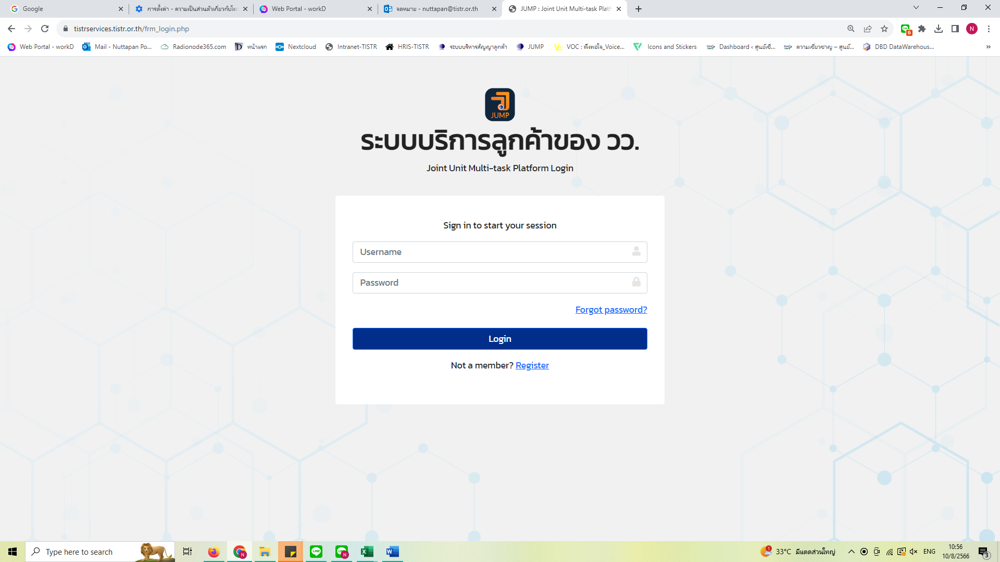 Google
การตั้งค่า - ความเป็นส่วนตัวเกี่ยวกับโฆษ
Web Portal - workD
จดหมาย - nuttapan@tistr.or.th
JUMP : Joint Unit Multi-task Platf
tistrservices.tistr.or.th/frm_login.php
6
N
Web Portal - workD
Mail - Nuttapan Po...
Radionode365.com
หน้าแรก
Nextcloud
Intranet-TISTR
HRIS-TISTR
ระบบบริหารสัญญาลูกค้า
JUMP
VOC : พึงพอใจ_Voice...
Icons and Stickers
Dashboard ‹ ศูนย์เชี่...
ความเชี่ยวชาญ – ศูนย์...
DBD DataWarehous...
»
JUMP
ระบบบริการลูกค้าของ วว.
Joint Unit Multi-task Platform Login
Sign in to start your session
Username
Password
Forgot password?
Login
Not a member? Register
Type here to search
33°C มีแดดส่วนใหญ่
ENG
10:56
10/8/2566
3